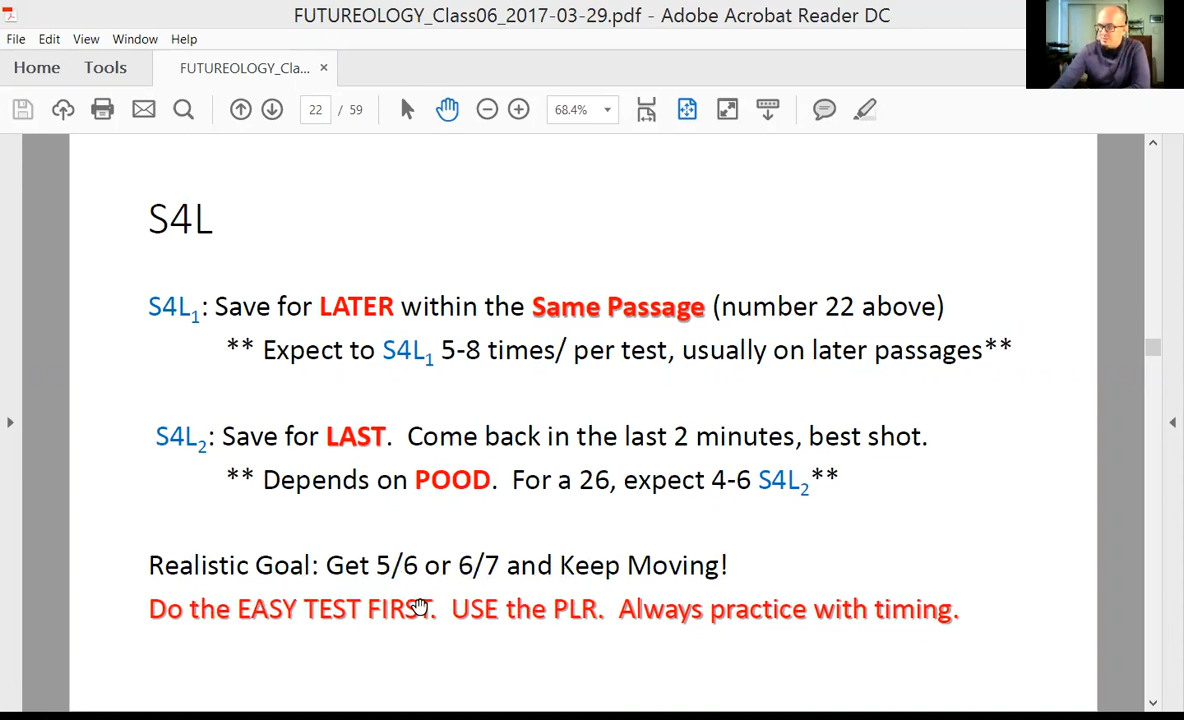 FUTUREOLOGY_Class06_2017-03-29.pdf - Adobe Acrobat Reader DC
File Edit View Window Help
Home Tools FUTUREOLOGY_Cla... ×
22 / 59 68.4%
S4L
S4L1: Save for LATER within the Same Passage (number 22 above)
** Expect to S4L1 5-8 times/ per test, usually on later passages**
S4L2: Save for LAST. Come back in the last 2 minutes, best shot.
** Depends on POOD. For a 26, expect 4-6 S4L2**
Realistic Goal: Get 5/6 or 6/7 and Keep Moving!
Do the EASY TEST FIRST. USE the PLR. Always practice with timing.